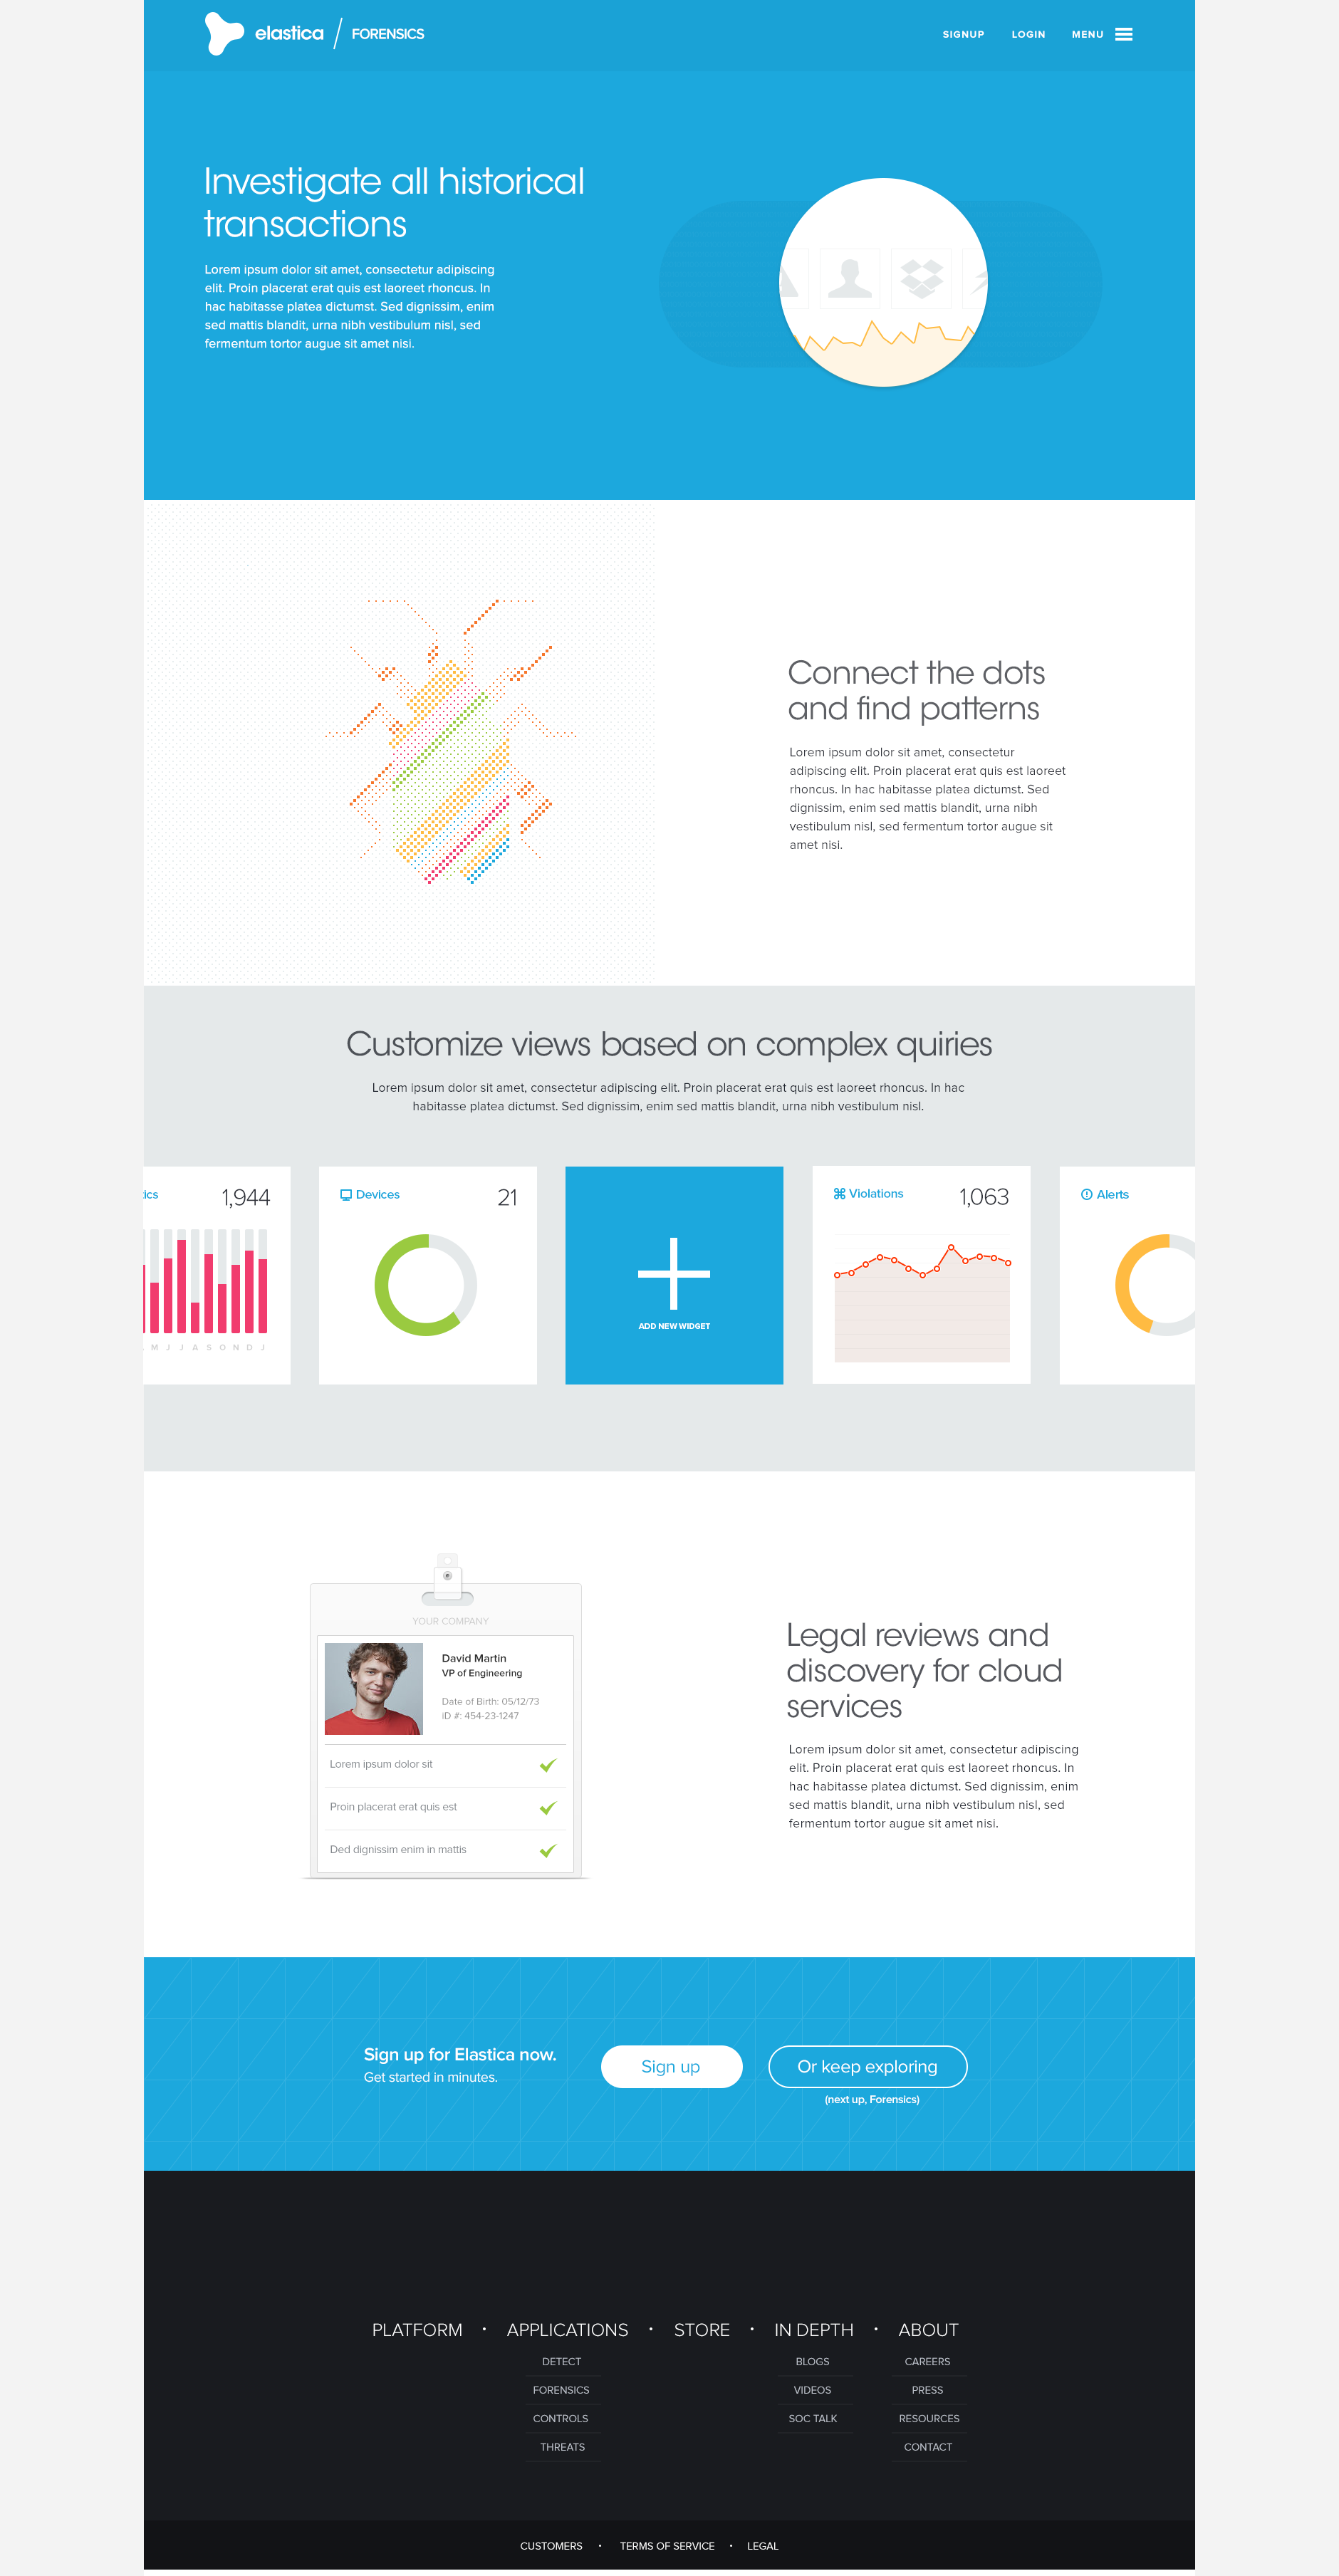 elastica / FORENSICS
SIGNUP LOGIN MENU
Investigate all historical
transactions
Lorem ipsum dolor sit amet, consectetur adipiscing
elit. Proin placerat erat quis est laoreet rhoncus. In
hac habitasse platea dictumst. Sed dignissim, enim
sed mattis blandit, urna nibh vestibulum nisl, sed
fermentum tortor augue sit amet nisi.
Connect the dots
and find patterns
Lorem ipsum dolor sit amet, consectetur
adipiscing elit. Proin placerat erat quis est laoreet
rhoncus. In hac habitasse platea dictumst. Sed
dignissim, enim sed mattis blandit, urna nibh
vestibulum nisl, sed fermentum tortor augue sit
amet nisi.
Customize views based on complex quiries
Lorem ipsum dolor sit amet, consectetur adipiscing elit. Proin placerat erat quis est laoreet rhoncus. In hac
habitasse platea dictumst. Sed dignissim, enim sed mattis blandit, urna nibh vestibulum nisl.
ics 1,944
M J J A S O N D J
Devices 21
ADD NEW WIDGET
Violations 1,063
Alerts
YOUR COMPANY
David Martin
VP of Engineering
Date of Birth: 05/12/73
iD #: 454-23-1247
Lorem ipsum dolor sit
Proin placerat erat quis est
Ded dignissim enim in mattis
Legal reviews and
discovery for cloud
services
Lorem ipsum dolor sit amet, consectetur adipiscing
elit. Proin placerat erat quis est laoreet rhoncus. In
hac habitasse platea dictumst. Sed dignissim, enim
sed mattis blandit, urna nibh vestibulum nisl, sed
fermentum tortor augue sit amet nisi.
Sign up for Elastica now.
Get started in minutes.
Sign up
Or keep exploring
(next up, Forensics)
PLATFORM • APPLICATIONS • STORE • IN DEPTH • ABOUT
DETECT
FORENSICS
CONTROLS
THREATS
BLOGS
VIDEOS
SOC TALK
CAREERS
PRESS
RESOURCES
CONTACT
CUSTOMERS • TERMS OF SERVICE • LEGAL